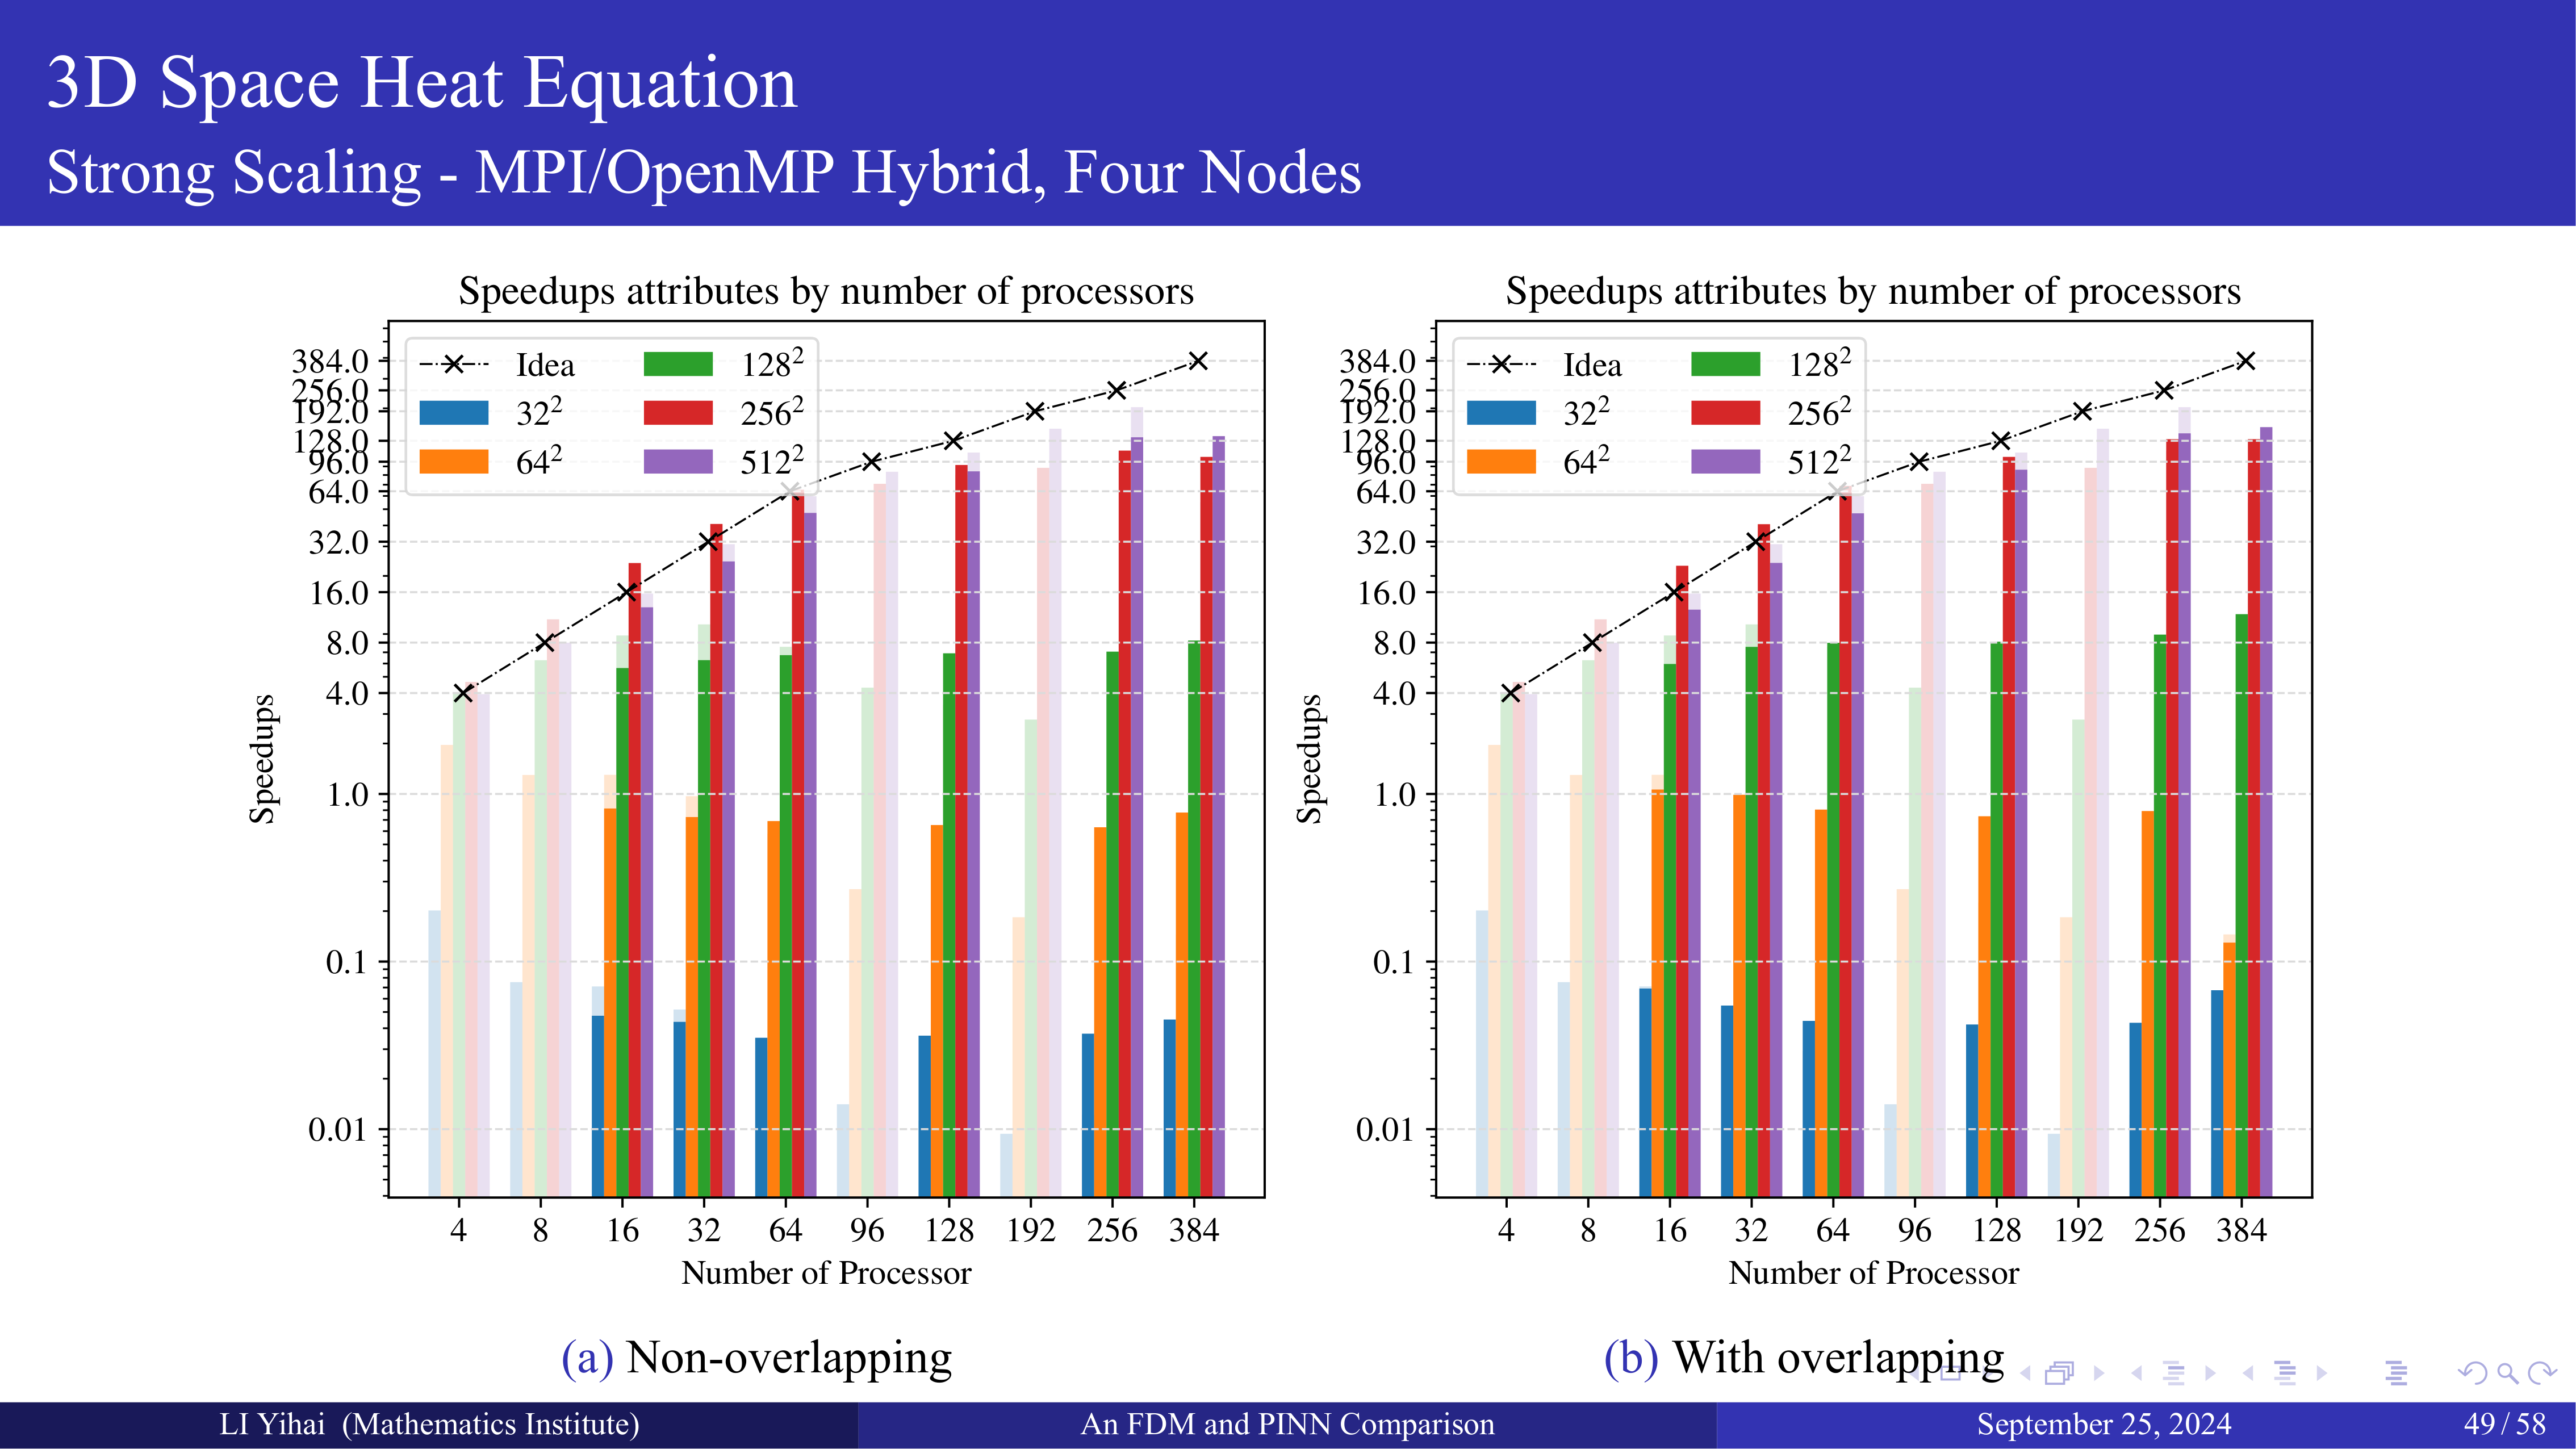 3D Space Heat Equation
Strong Scaling - MPI/OpenMP Hybrid, Four Nodes
Speedups attributes by number of processors
384.0
256.0
192.0
128.0
96.0
64.0
32.0
16.0
8.0
4.0
1.0
0.1
0.01
Speedups
Idea
32²
64²
128²
256²
512²
4 8 16 32 64 96 128 192 256 384
Number of Processor
(a) Non-overlapping
Speedups attributes by number of processors
384.0
256.0
192.0
128.0
96.0
64.0
32.0
16.0
8.0
4.0
1.0
0.1
0.01
Speedups
Idea
32²
64²
128²
256²
512²
4 8 16 32 64 96 128 192 256 384
Number of Processor
(b) With overlapping
LI Yihai (Mathematics Institute)
An FDM and PINN Comparison
September 25, 2024
49 / 58